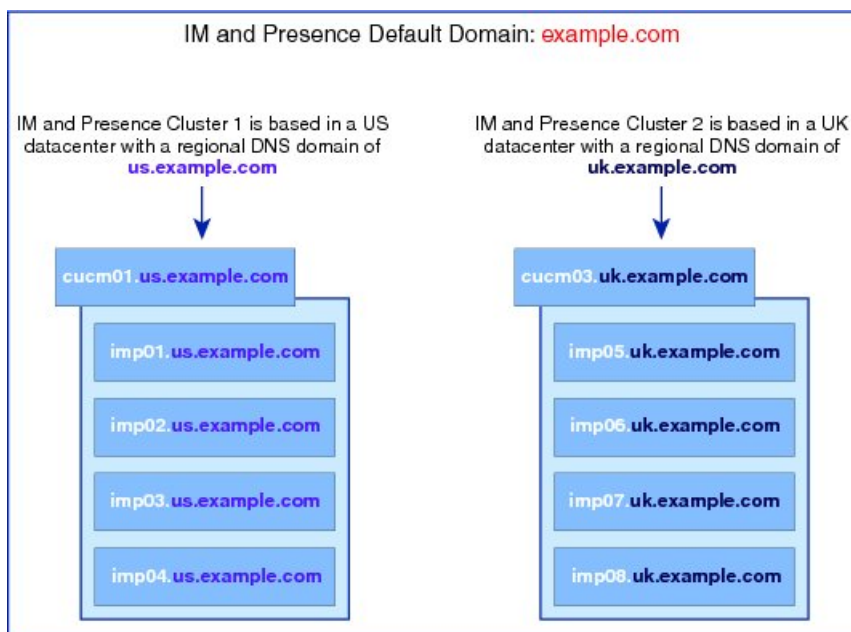 IM and Presence Default Domain: example.com
IM and Presence Cluster 1 is based in a US
datacenter with a regional DNS domain of
us.example.com
cucm01.us.example.com
imp01.us.example.com
imp02.us.example.com
imp03.us.example.com
imp04.us.example.com
IM and Presence Cluster 2 is based in a UK
datacenter with a regional DNS domain of
uk.example.com
cucm03.uk.example.com
imp05.uk.example.com
imp06.uk.example.com
imp07.uk.example.com
imp08.uk.example.com